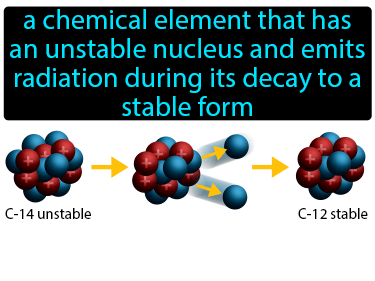 a chemical element that has
an unstable nucleus and emits
radiation during its decay to a
stable form
C-14 unstable
C-12 stable